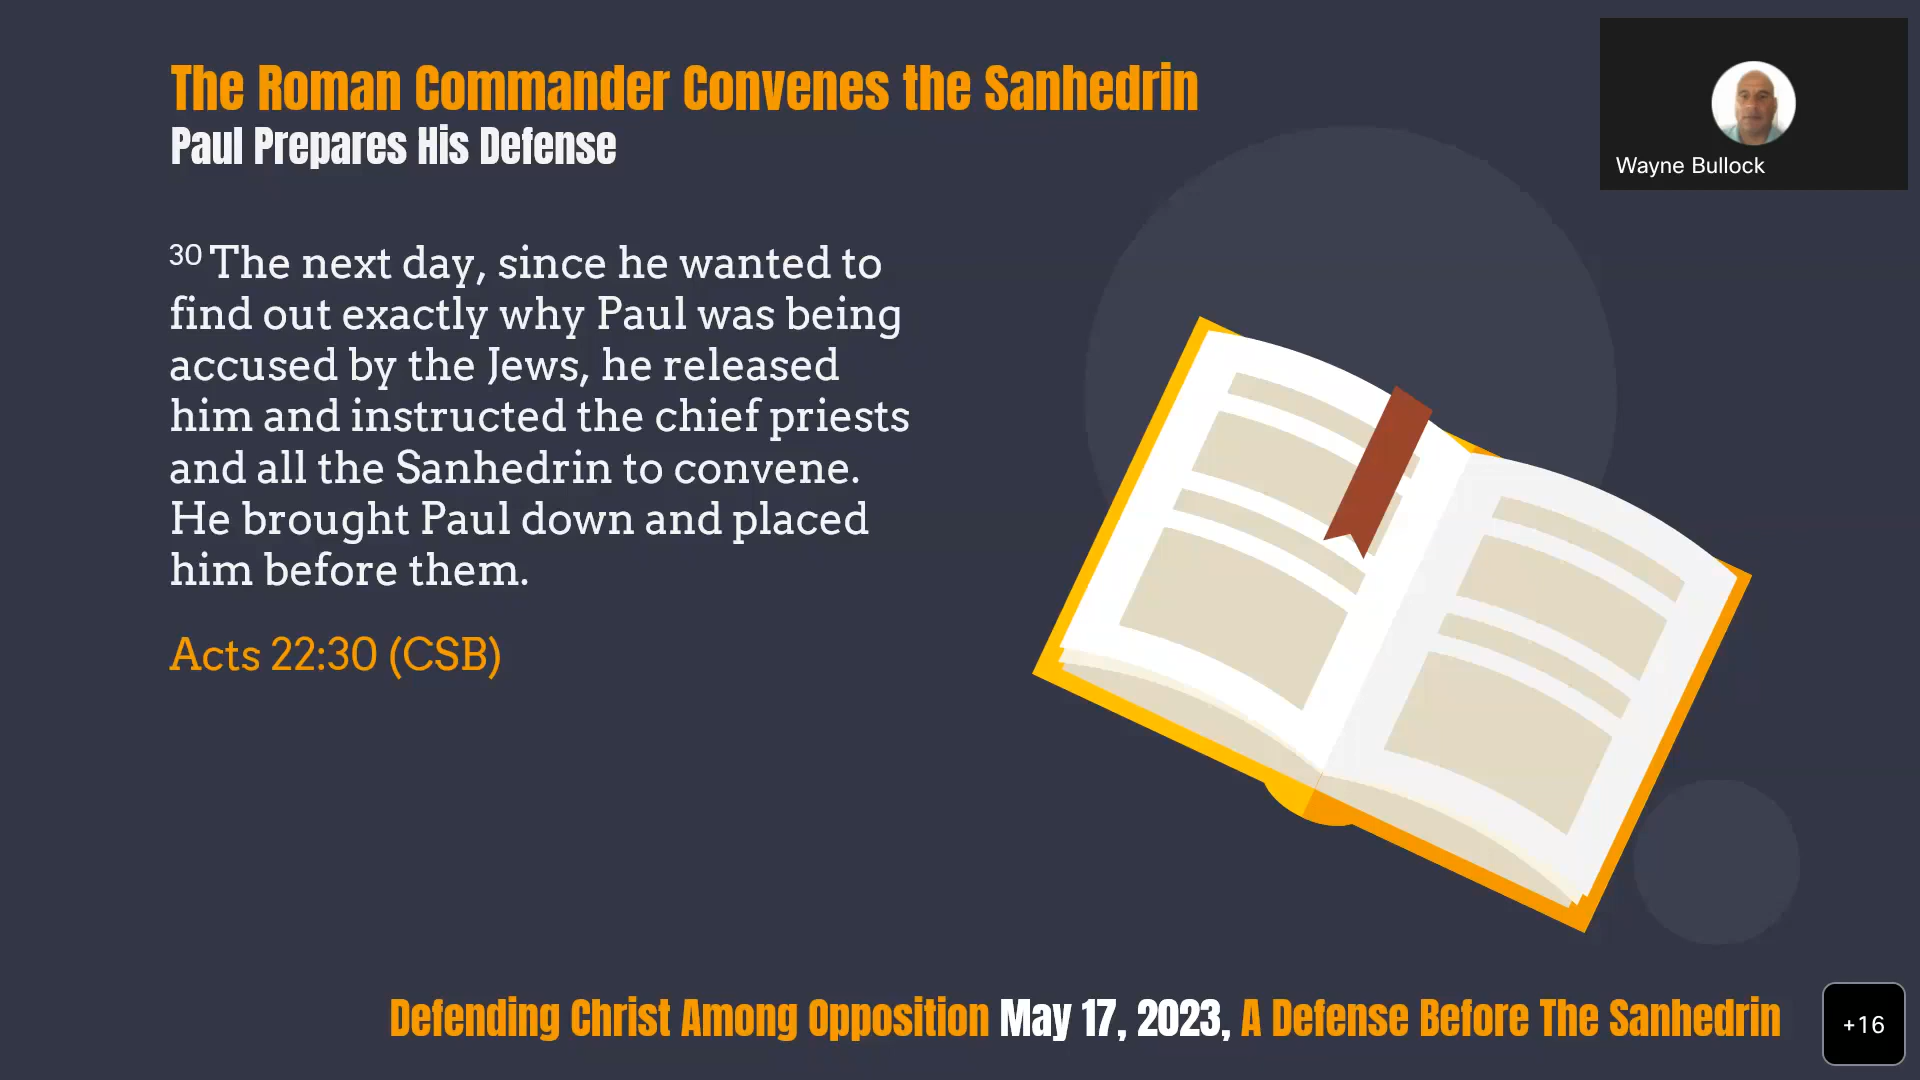 The Roman Commander Convenes the Sanhedrin
Paul Prepares His Defense
Wayne Bullock
30 The next day, since he wanted to
find out exactly why Paul was being
accused by the Jews, he released
him and instructed the chief priests
and all the Sanhedrin to convene.
He brought Paul down and placed
him before them.
Acts 22:30 (CSB)
Defending Christ Among Opposition May 17, 2023, A Defense Before The Sanhedrin
+16